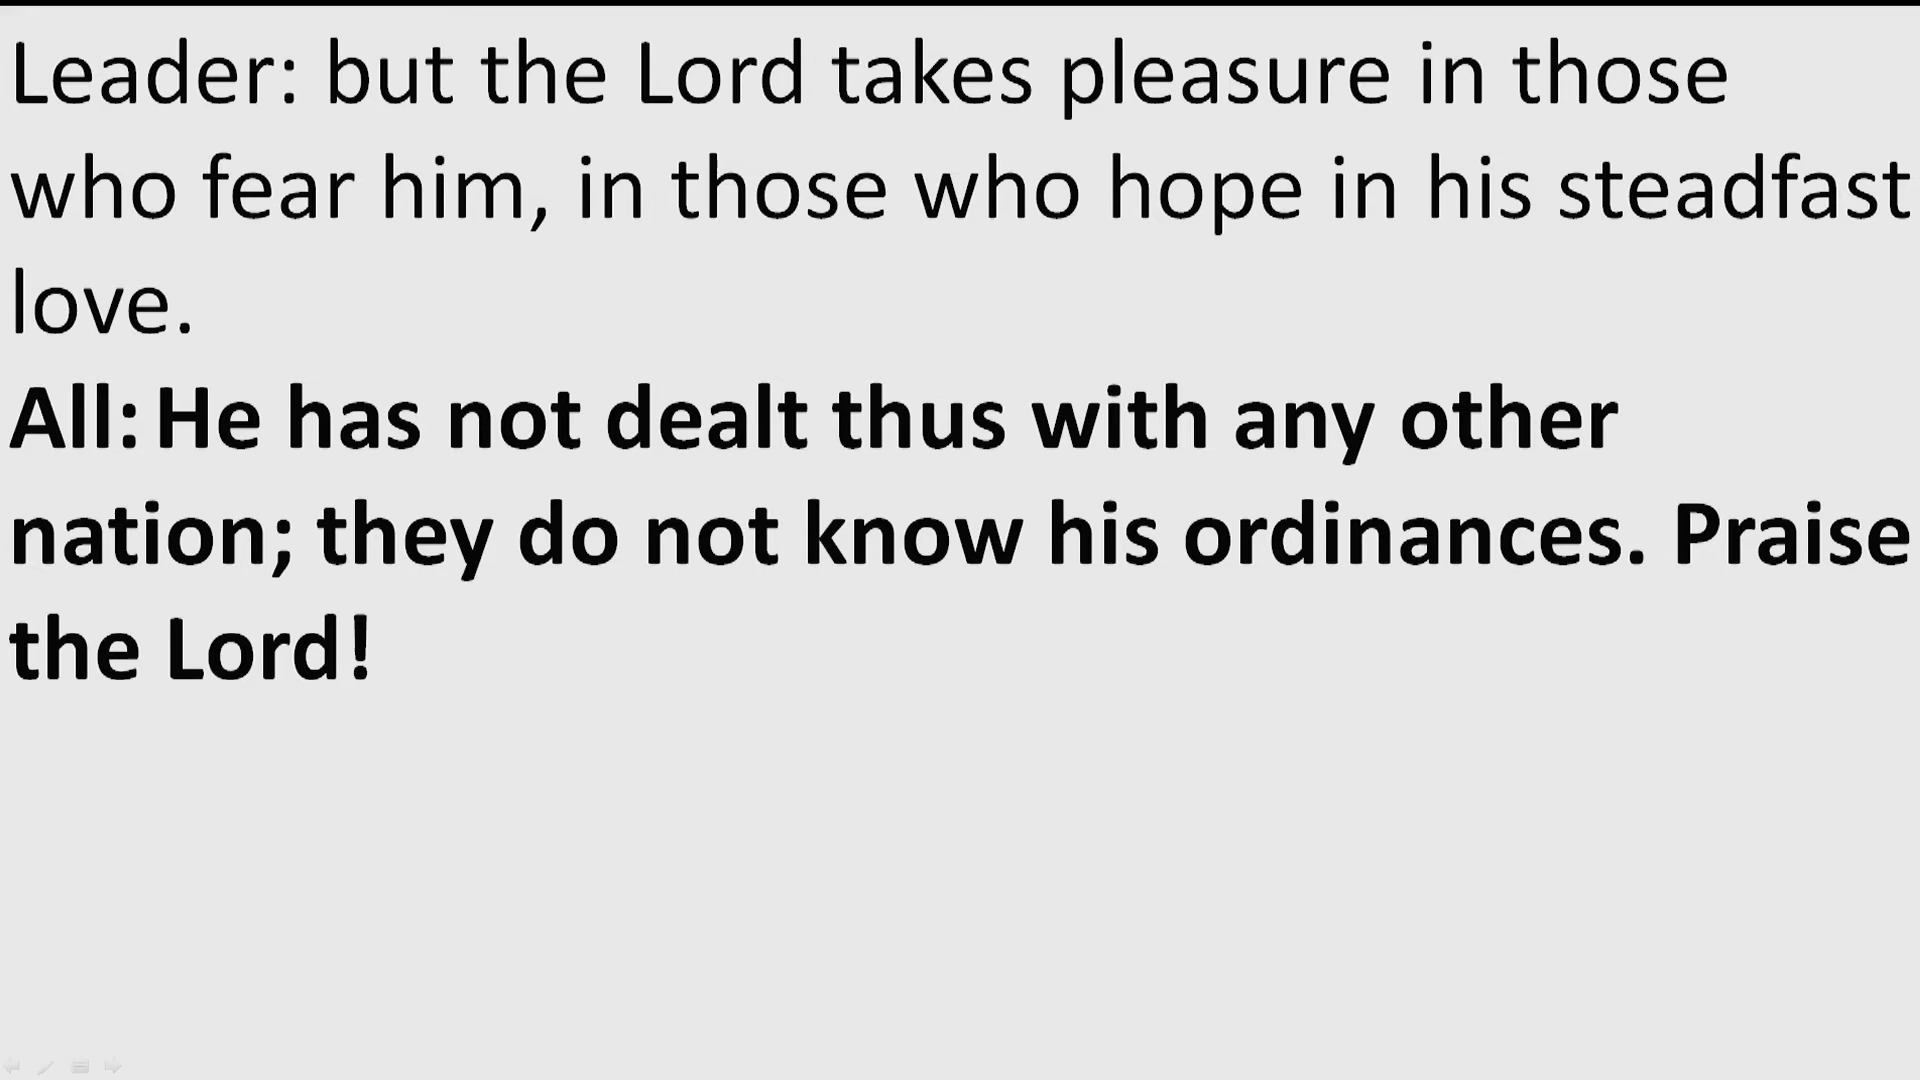 Leader: but the Lord takes pleasure in those
who fear him, in those who hope in his steadfast
love.
All: He has not dealt thus with any other
nation; they do not know his ordinances. Praise
the Lord!